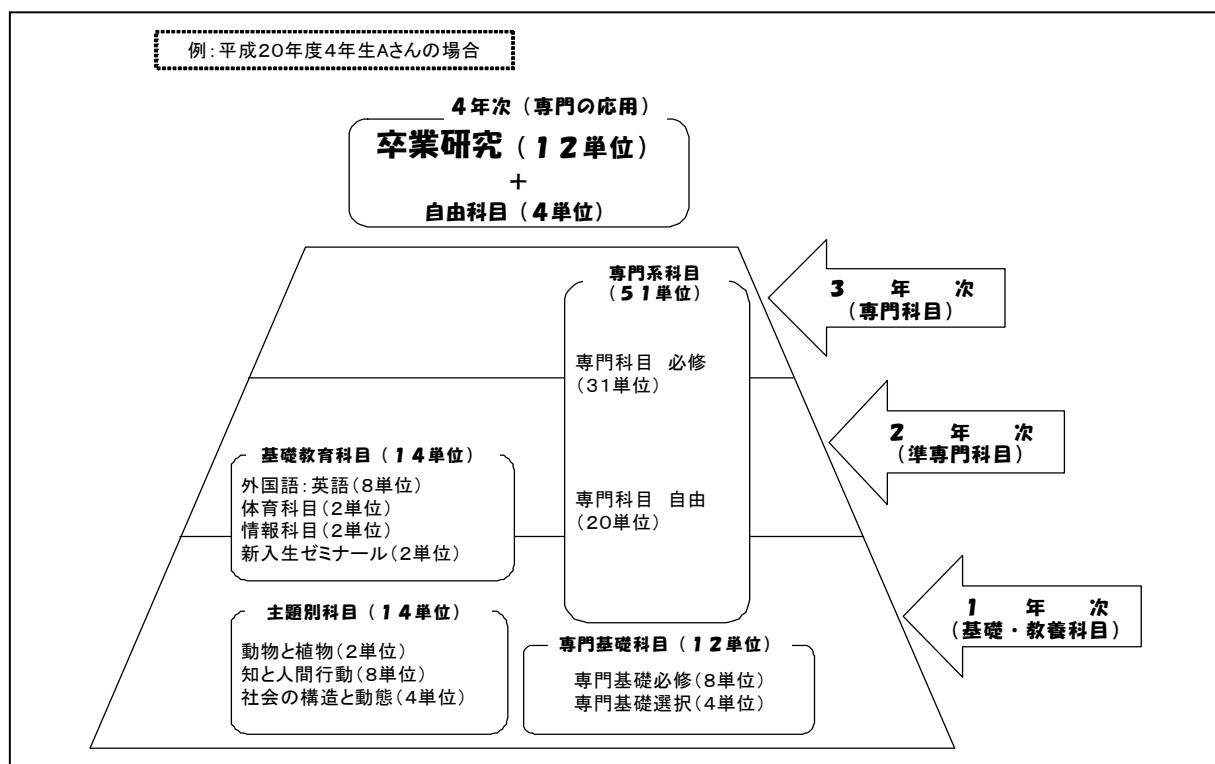 例:平成20年度4年生Aさんの場合
4年次(専門の応用)
卒業研究(12単位)
+
自由科目(4単位)
専門系科目
(51単位)
専門科目 必修
(31単位)
専門科目 自由
(20単位)
3 年 次
(専門科目)
2 年 次
(準専門科目)
基礎教育科目(14単位)
外国語:英語(8単位)
体育科目(2単位)
情報科目(2単位)
新入生ゼミナール(2単位)
1 年 次
(基礎・教養科目)
主題別科目(14単位)
動物と植物(2単位)
知と人間行動(8単位)
社会の構造と動態(4単位)
専門基礎科目(12単位)
専門基礎必修(8単位)
専門基礎選択(4単位)